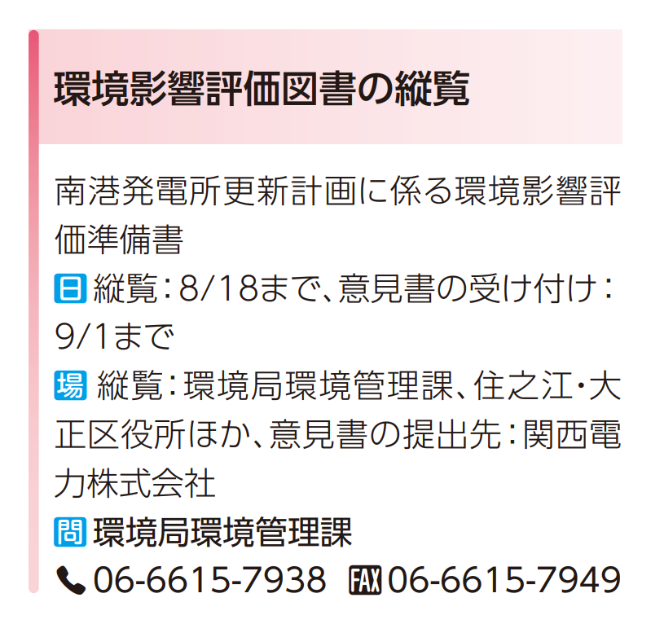 環境影響評価図書の縦覧
南港発電所更新計画に係る環境影響評
価準備書
日 縦覧：8/18まで、意見書の受け付け：
9/1まで
場 縦覧：環境局環境管理課、住之江・大
正区役所ほか、意見書の提出先：関西電
力株式会社
問 環境局環境管理課
06-6615-7938 FAX 06-6615-7949